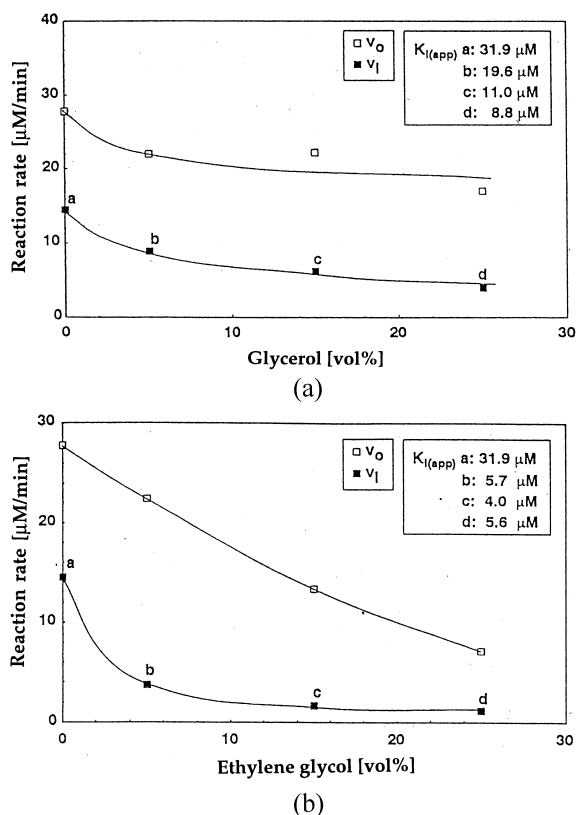 40
30
20
10
0
Reaction rate [μM/min]
□ v₀
■ vᵢ
K_I(app) a: 31.9 μM
b: 19.6 μM
c: 11.0 μM
d: 8.8 μM
a
b
c
d
0 10 20 30
Glycerol [vol%]
(a)
30
20
10
0
Reaction rate [μM/min]
□ v₀
■ vᵢ
K_I(app) a: 31.9 μM
b: 5.7 μM
c: 4.0 μM
d: 5.6 μM
a
b
c
d
0 10 20 30
Ethylene glycol [vol%]
(b)